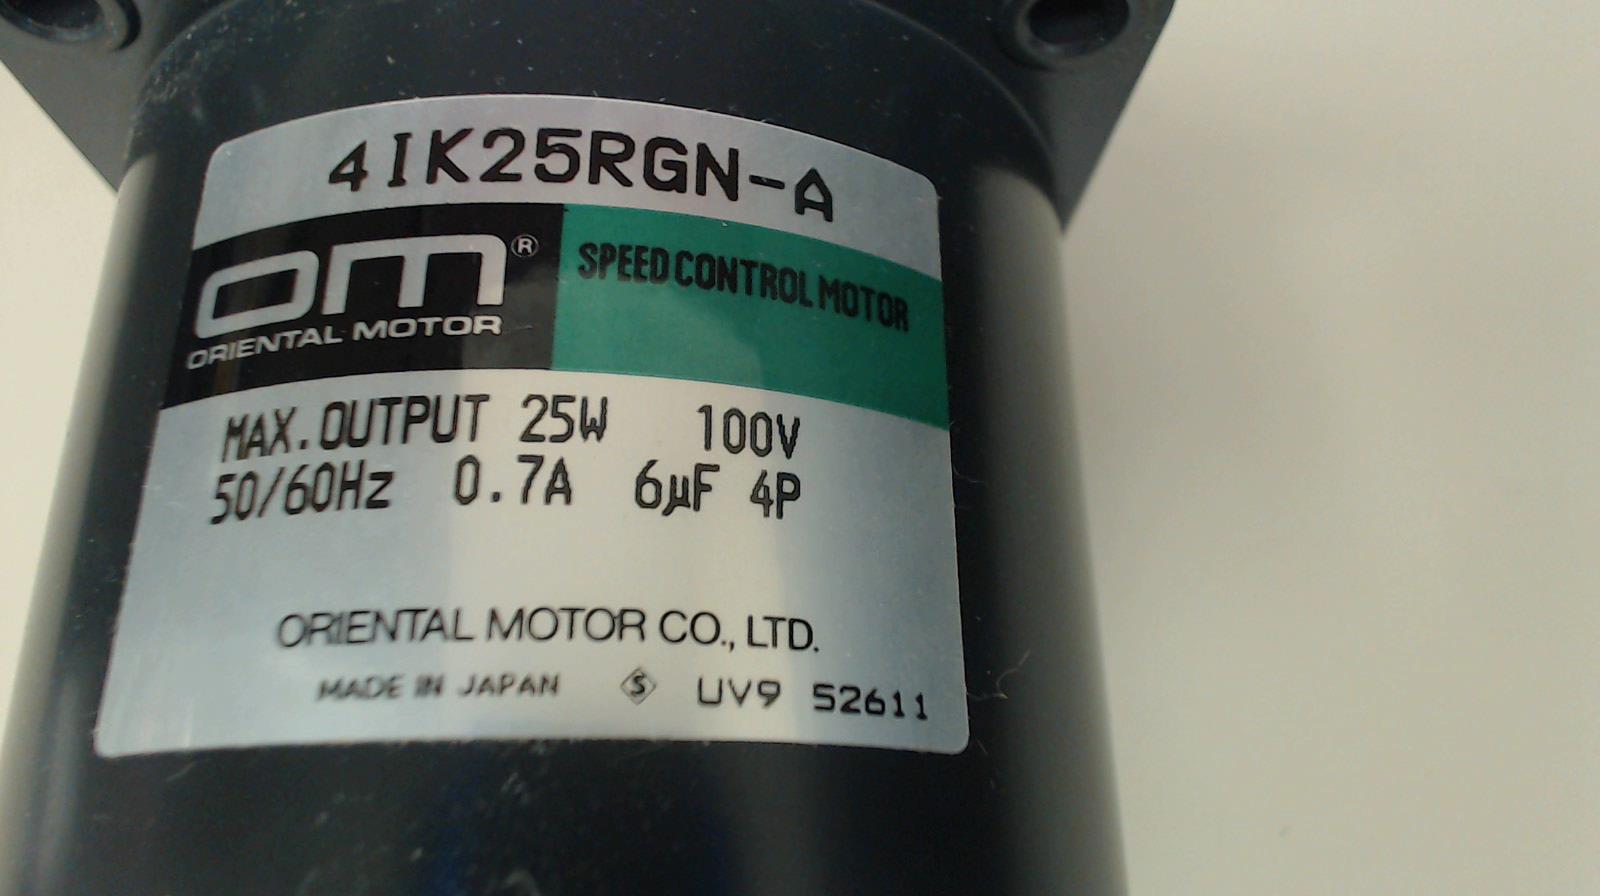 4IK25RGN-A
om®
ORIENTAL MOTOR
SPEED CONTROL MOTOR
MAX. OUTPUT 25W 100V
50/60Hz 0.7A 6µF 4P
ORIENTAL MOTOR CO., LTD.
MADE IN JAPAN S UV9 52611